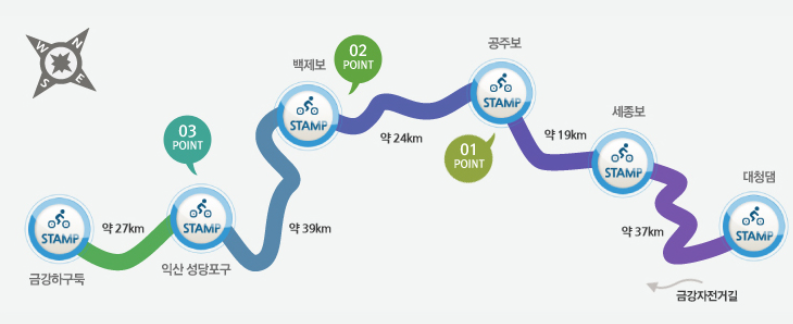 N
W
E
S
백제보
02
POINT
공주보
세종보
대청댐
03
POINT
01
POINT
STAMP
STAMP
STAMP
STAMP
STAMP
STAMP
약 24km
약 19km
약 27km
약 39km
약 37km
금강하구둑
익산 성당포구
금강자전거길